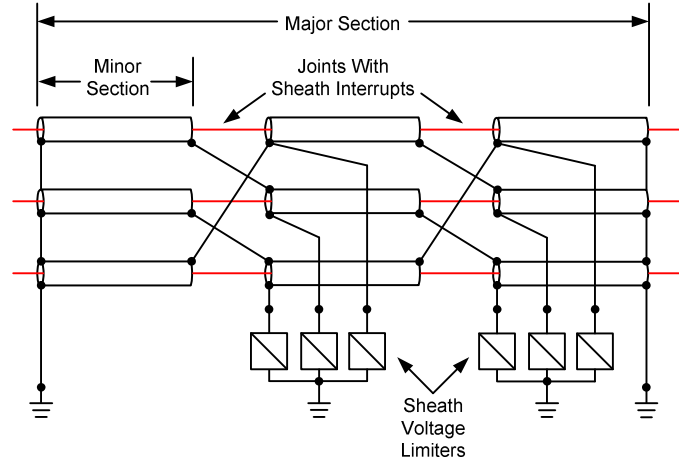 Major Section
Minor
Section
Joints With
Sheath Interrupts
Sheath
Voltage
Limiters